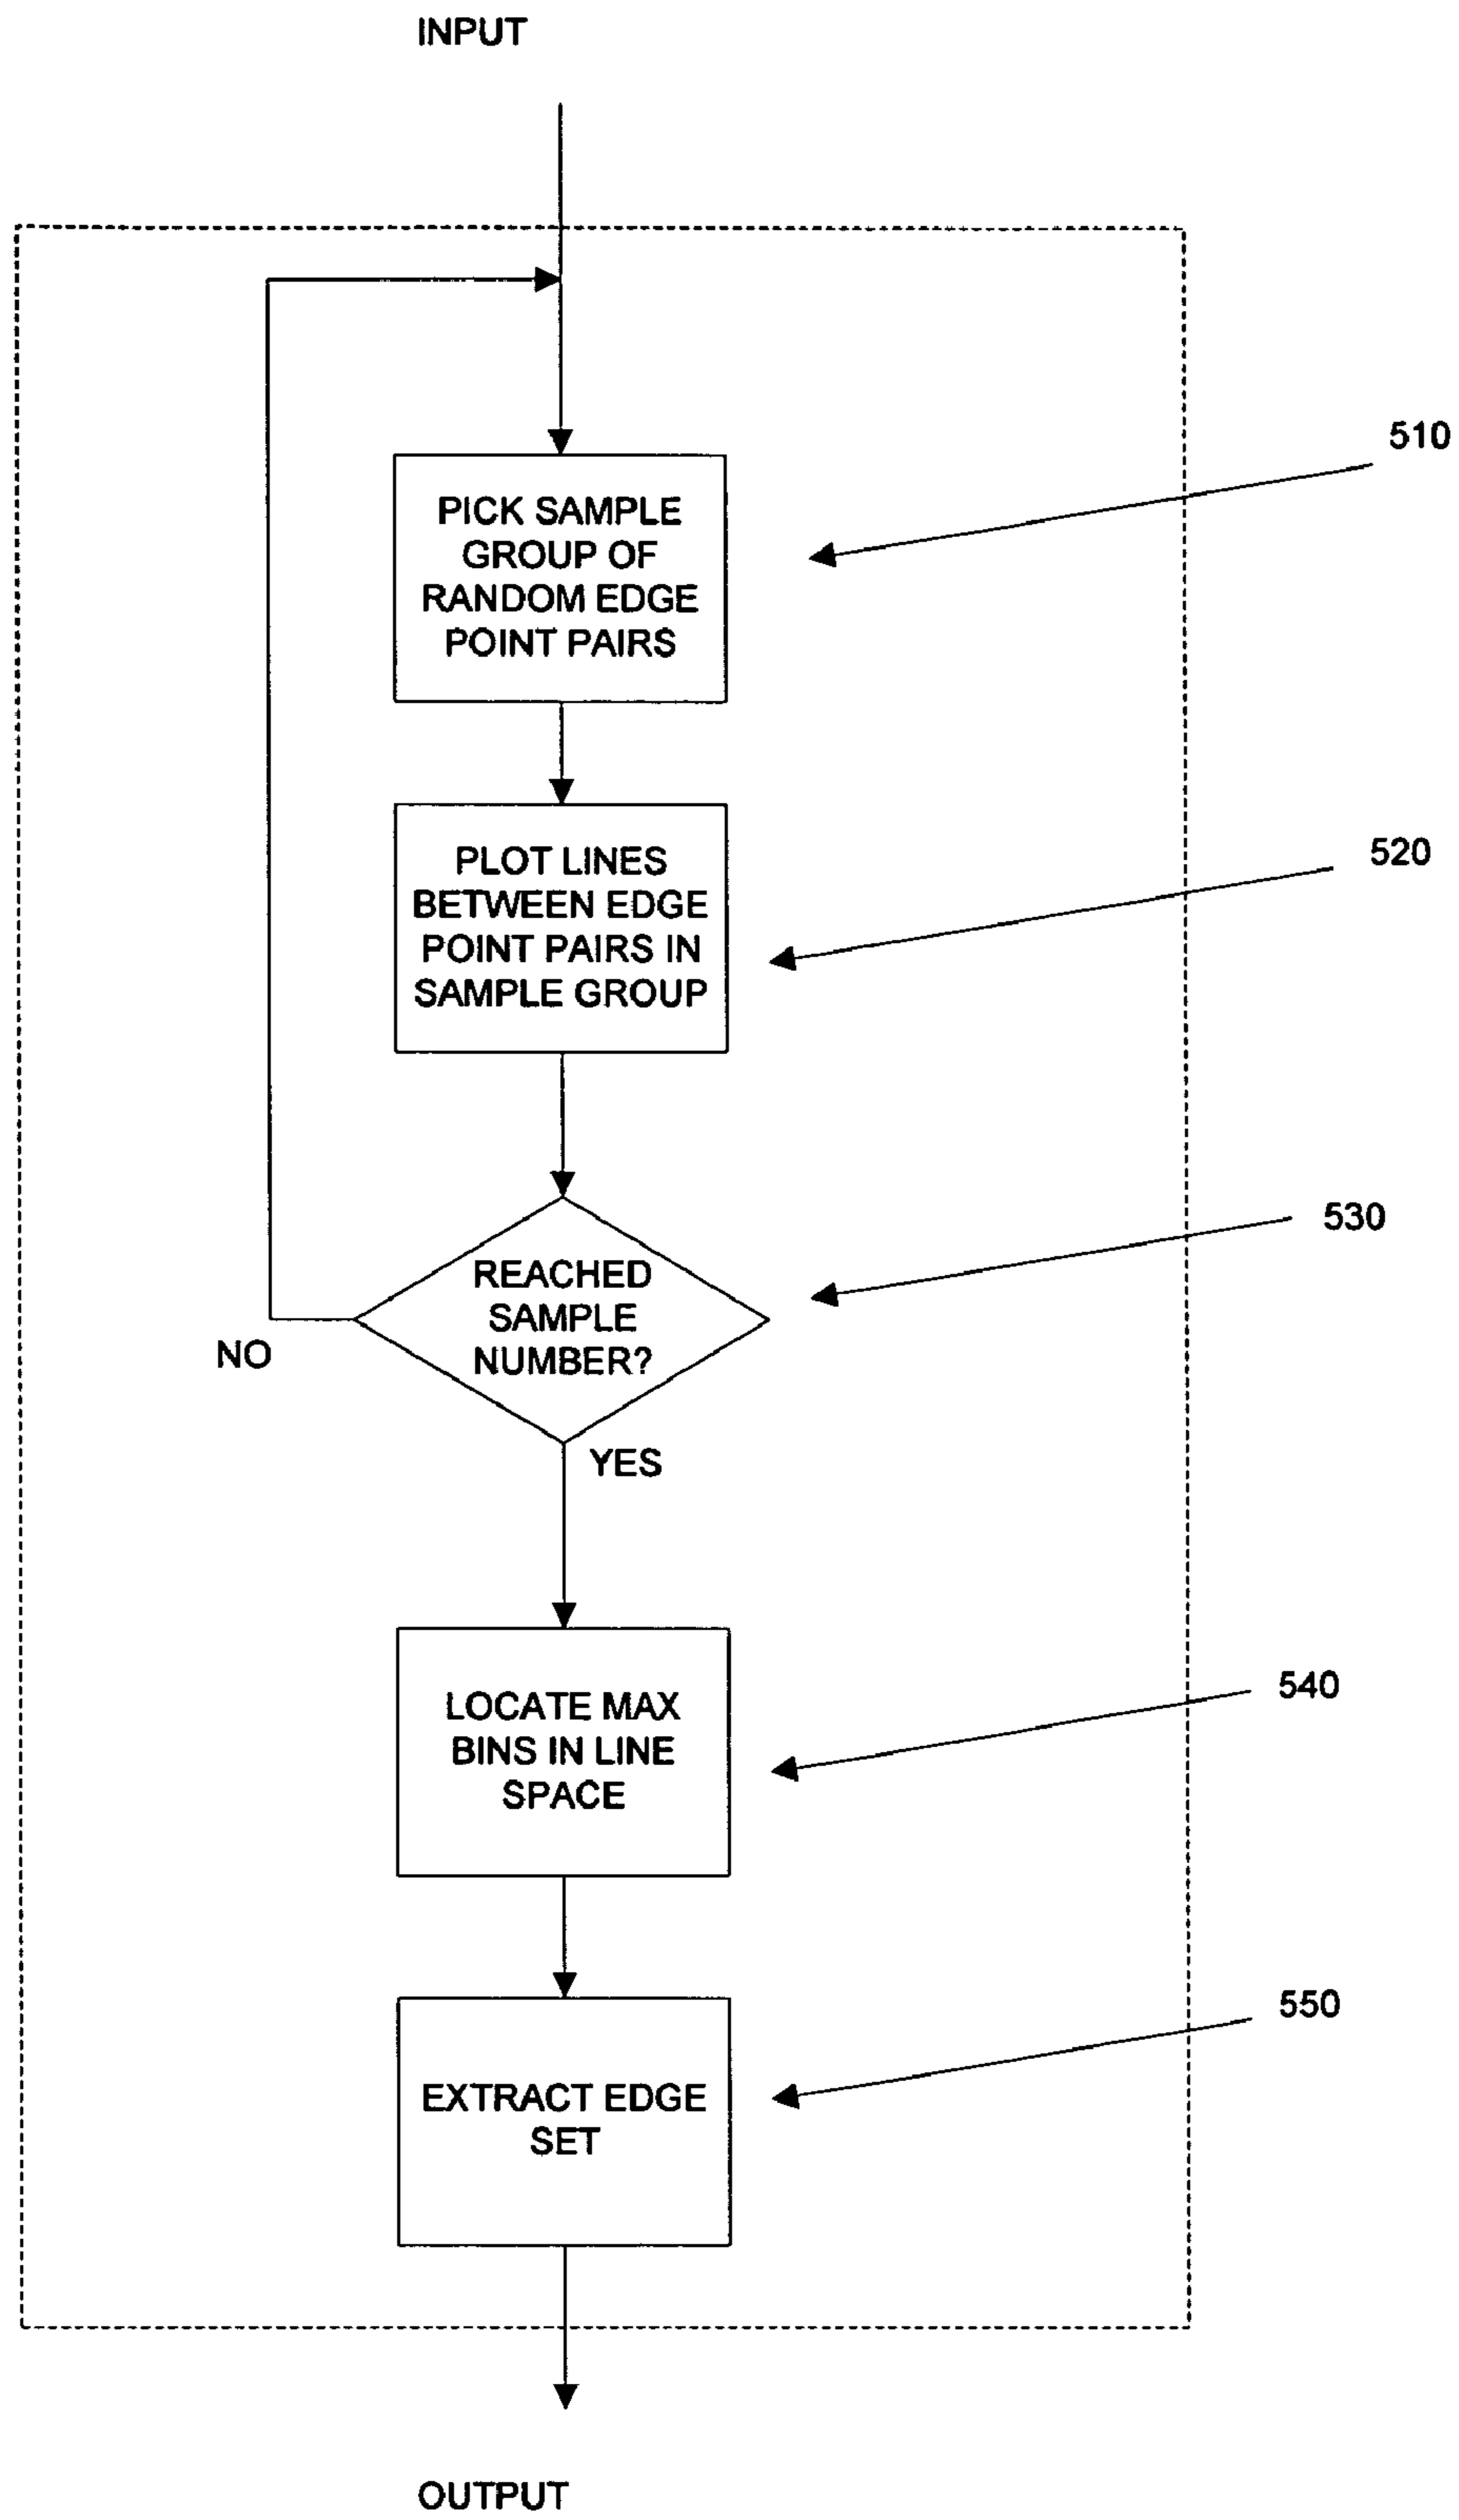 INPUT
510
PICK SAMPLE
GROUP OF
RANDOM EDGE
POINT PAIRS
520
PLOT LINES
BETWEEN EDGE
POINT PAIRS IN
SAMPLE GROUP
530
REACHED
SAMPLE
NUMBER?
NO
YES
540
LOCATE MAX
BINS IN LINE
SPACE
550
EXTRACT EDGE
SET
OUTPUT